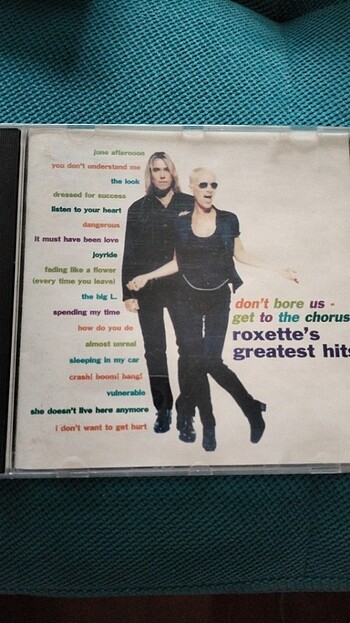 june afternoon
you don't understand me
the look
dressed for success
listen to your heart
dangerous
it must have been love
joyride
fading like a flower
(every time you leave)
the big L.
spending my time
how do you do
almost unreal
sleeping in my car
crash! boom! bang!
vulnerable
she doesn't live here anymore
i don't want to get hurt
don't bore us -
get to the chorus
roxette's
greatest hits